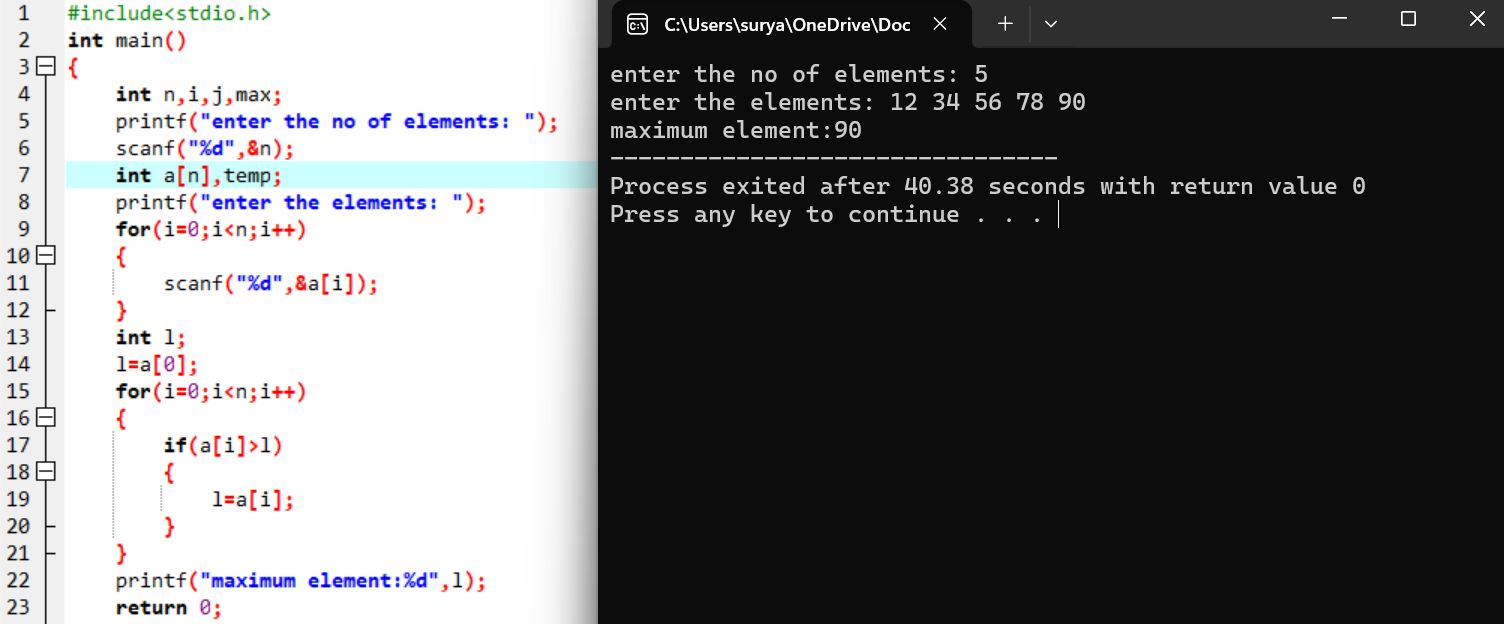 1 #include<stdio.h>
2 int main()
3 {
4 int n,i,j,max;
5 printf("enter the no of elements: ");
6 scanf("%d",&n);
7 int a[n],temp;
8 printf("enter the elements: ");
9 for(i=0;i<n;i++)
10 {
11 scanf("%d",&a[i]);
12 }
13 int l;
14 l=a[0];
15 for(i=0;i<n;i++)
16 {
17 if(a[i]>l)
18 {
19 l=a[i];
20 }
21 }
22 printf("maximum element:%d",l);
23 return 0;
C:\Users\surya\OneDrive\Doc
enter the no of elements: 5
enter the elements: 12 34 56 78 90
maximum element:90
--------------------------------
Process exited after 40.38 seconds with return value 0
Press any key to continue . . .